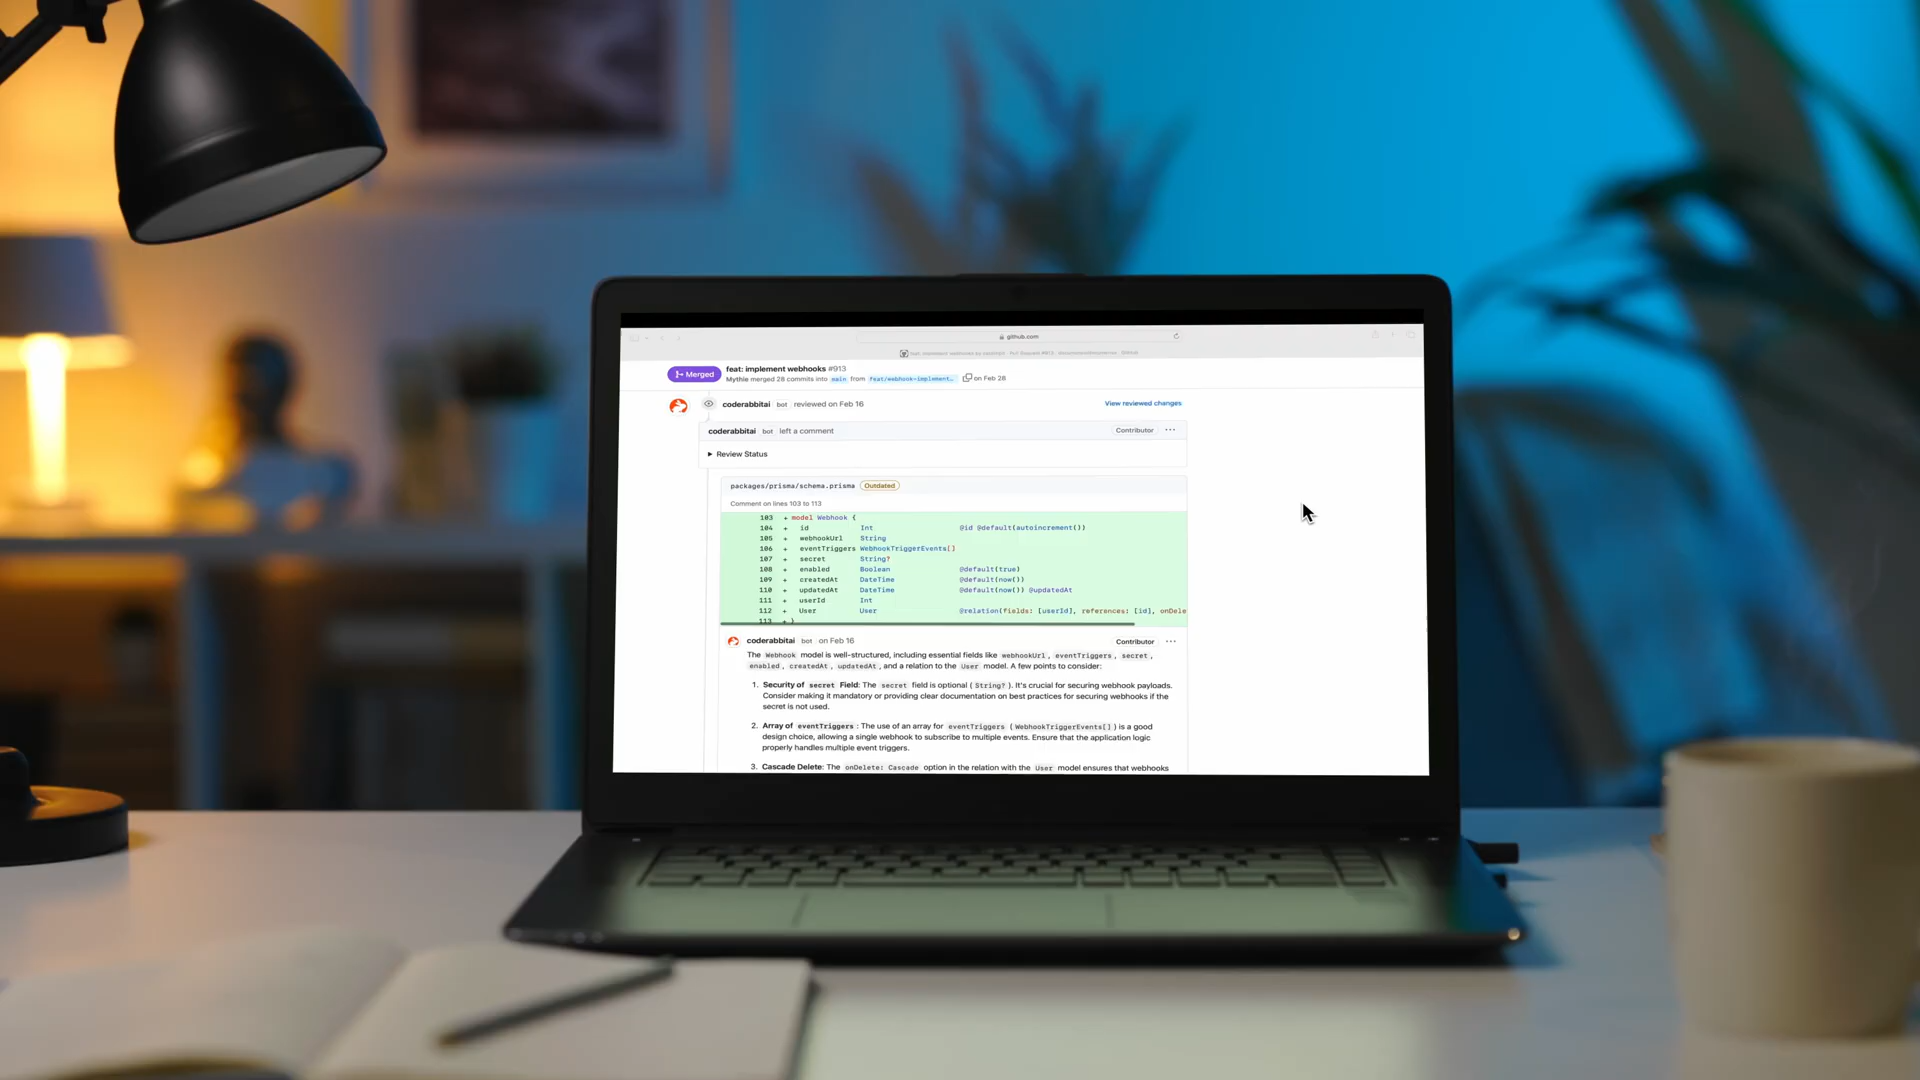 github.com
Merged
feat: implement webhooks #913
Mythie merged 28 commits into main from feat/webhook-implement… on Feb 28
coderabbitai bot reviewed on Feb 16
View reviewed changes
coderabbitai bot left a comment
Contributor ···
▶ Review Status
packages/prisma/schema.prisma Outdated
Comment on lines 103 to 113
103 + model Webhook {
104 + id Int @id @default(autoincrement())
105 + webhookUrl String
106 + eventTriggers WebhookTriggerEvents[]
107 + secret String?
108 + enabled Boolean @default(true)
109 + createdAt DateTime @default(now())
110 + updatedAt DateTime @default(now()) @updatedAt
111 + userId Int
112 + User User @relation(fields: [userId], references: [id], onDele
113 + }
coderabbitai bot on Feb 16
Contributor ···
The Webhook model is well-structured, including essential fields like webhookUrl, eventTriggers, secret,
enabled, createdAt, updatedAt, and a relation to the User model. A few points to consider:
1. Security of secret Field: The secret field is optional (String?). It's crucial for securing webhook payloads.
Consider making it mandatory or providing clear documentation on best practices for securing webhooks if the
secret is not used.
2. Array of eventTriggers: The use of an array for eventTriggers (WebhookTriggerEvents[]) is a good
design choice, allowing a single webhook to subscribe to multiple events. Ensure that the application logic
properly handles multiple event triggers.
3. Cascade Delete: The onDelete: Cascade option in the relation with the User model ensures that webhooks